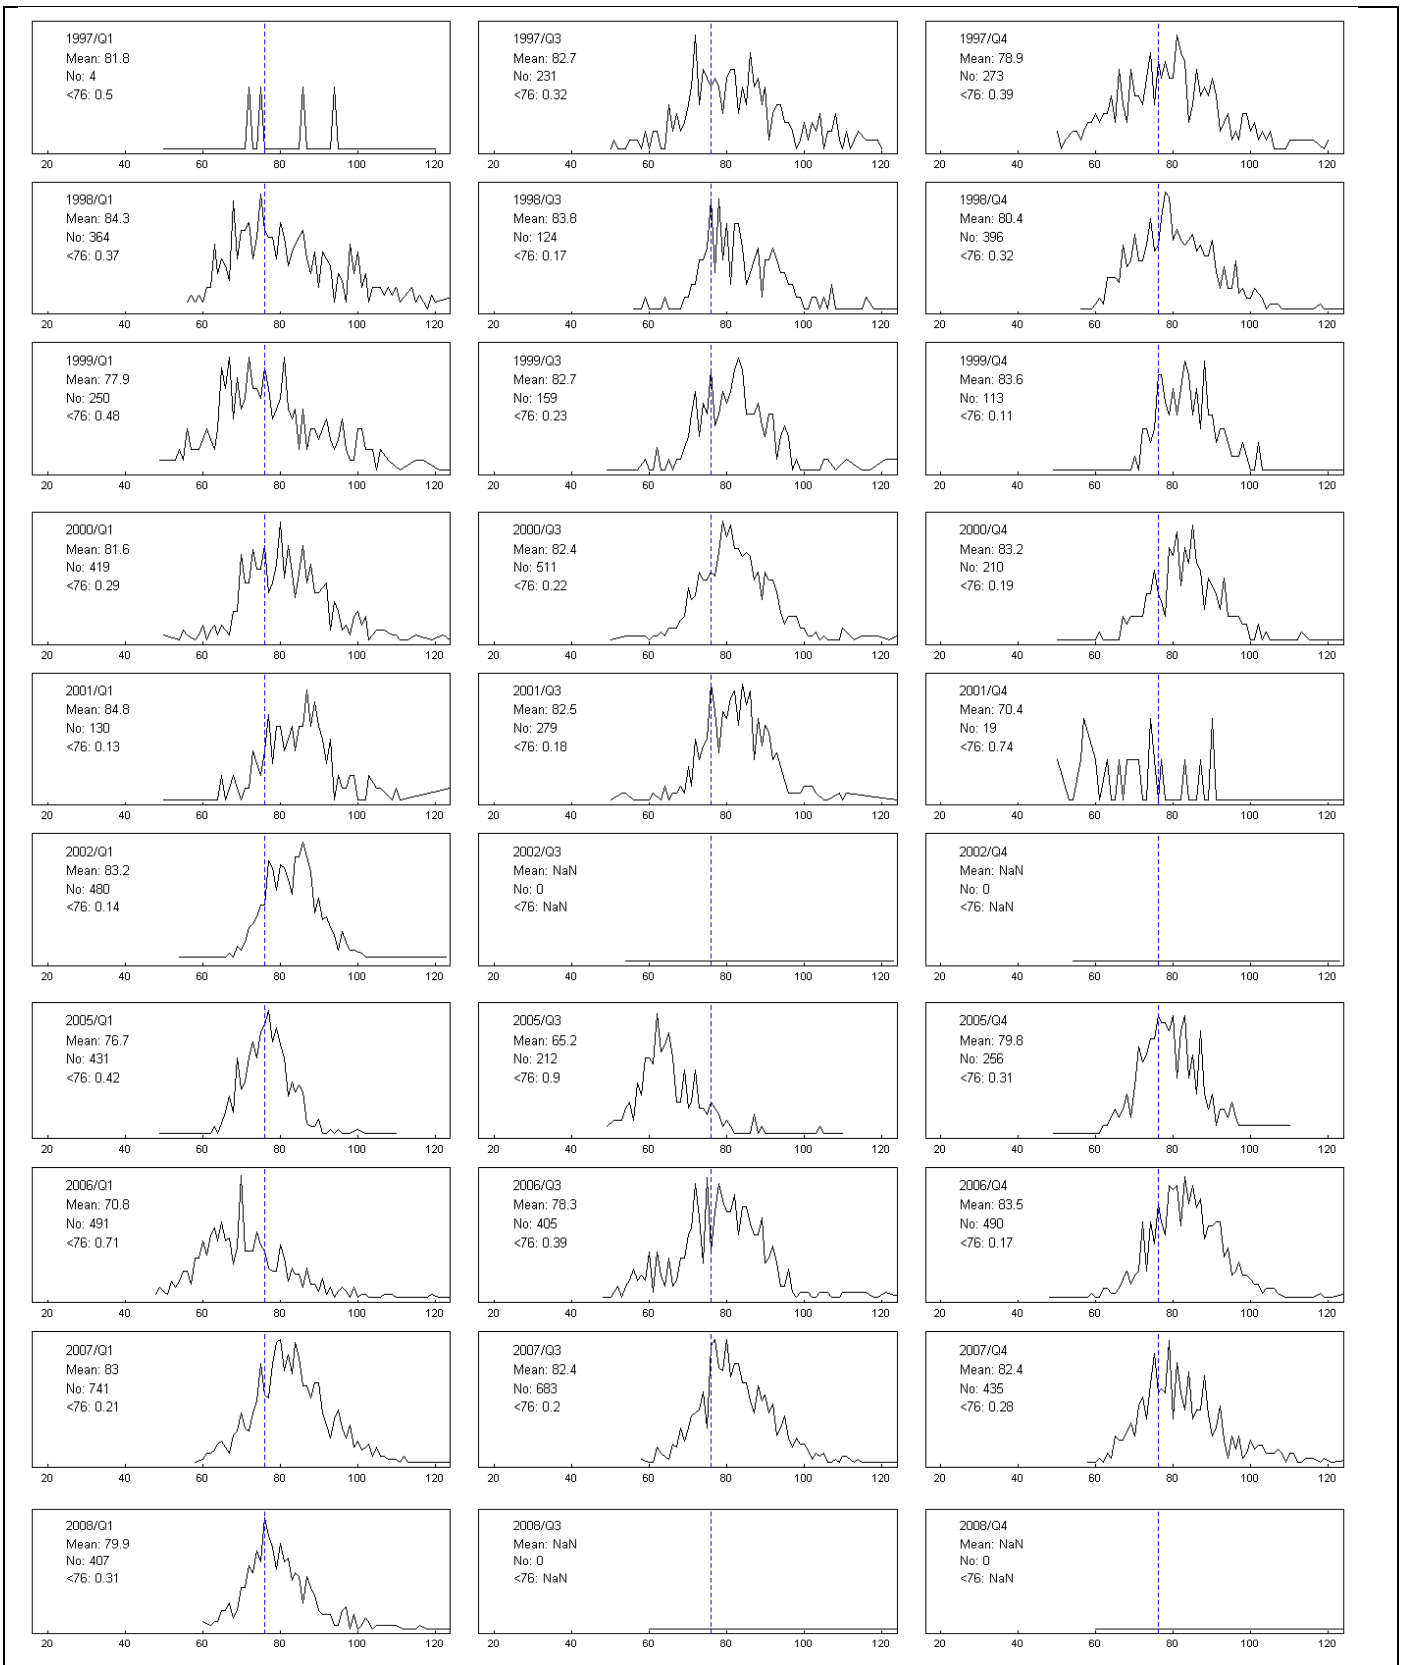 1997/Q1
Mean: 81.8
No: 4
<76: 0.5
20 40 60 80 100 120
1997/Q3
Mean: 82.7
No: 231
<76: 0.32
20 40 60 80 100 120
1997/Q4
Mean: 78.9
No: 273
<76: 0.39
20 40 60 80 100 120
1998/Q1
Mean: 84.3
No: 364
<76: 0.37
20 40 60 80 100 120
1998/Q3
Mean: 83.8
No: 124
<76: 0.17
20 40 60 80 100 120
1998/Q4
Mean: 80.4
No: 396
<76: 0.32
20 40 60 80 100 120
1999/Q1
Mean: 77.9
No: 250
<76: 0.48
20 40 60 80 100 120
1999/Q3
Mean: 82.7
No: 159
<76: 0.23
20 40 60 80 100 120
1999/Q4
Mean: 83.6
No: 113
<76: 0.11
20 40 60 80 100 120
2000/Q1
Mean: 81.6
No: 419
<76: 0.29
20 40 60 80 100 120
2000/Q3
Mean: 82.4
No: 511
<76: 0.22
20 40 60 80 100 120
2000/Q4
Mean: 83.2
No: 210
<76: 0.19
20 40 60 80 100 120
2001/Q1
Mean: 84.8
No: 130
<76: 0.13
20 40 60 80 100 120
2001/Q3
Mean: 82.5
No: 279
<76: 0.18
20 40 60 80 100 120
2001/Q4
Mean: 70.4
No: 19
<76: 0.74
20 40 60 80 100 120
2002/Q1
Mean: 83.2
No: 480
<76: 0.14
20 40 60 80 100 120
2002/Q3
Mean: NaN
No: 0
<76: NaN
20 40 60 80 100 120
2002/Q4
Mean: NaN
No: 0
<76: NaN
20 40 60 80 100 120
2005/Q1
Mean: 76.7
No: 431
<76: 0.42
20 40 60 80 100 120
2005/Q3
Mean: 65.2
No: 212
<76: 0.9
20 40 60 80 100 120
2005/Q4
Mean: 79.8
No: 256
<76: 0.31
20 40 60 80 100 120
2006/Q1
Mean: 70.8
No: 491
<76: 0.71
20 40 60 80 100 120
2006/Q3
Mean: 78.3
No: 405
<76: 0.39
20 40 60 80 100 120
2006/Q4
Mean: 83.5
No: 490
<76: 0.17
20 40 60 80 100 120
2007/Q1
Mean: 83
No: 741
<76: 0.21
20 40 60 80 100 120
2007/Q3
Mean: 82.4
No: 683
<76: 0.2
20 40 60 80 100 120
2007/Q4
Mean: 82.4
No: 435
<76: 0.28
20 40 60 80 100 120
2008/Q1
Mean: 79.9
No: 407
<76: 0.31
20 40 60 80 100 120
2008/Q3
Mean: NaN
No: 0
<76: NaN
20 40 60 80 100 120
2008/Q4
Mean: NaN
No: 0
<76: NaN
20 40 60 80 100 120